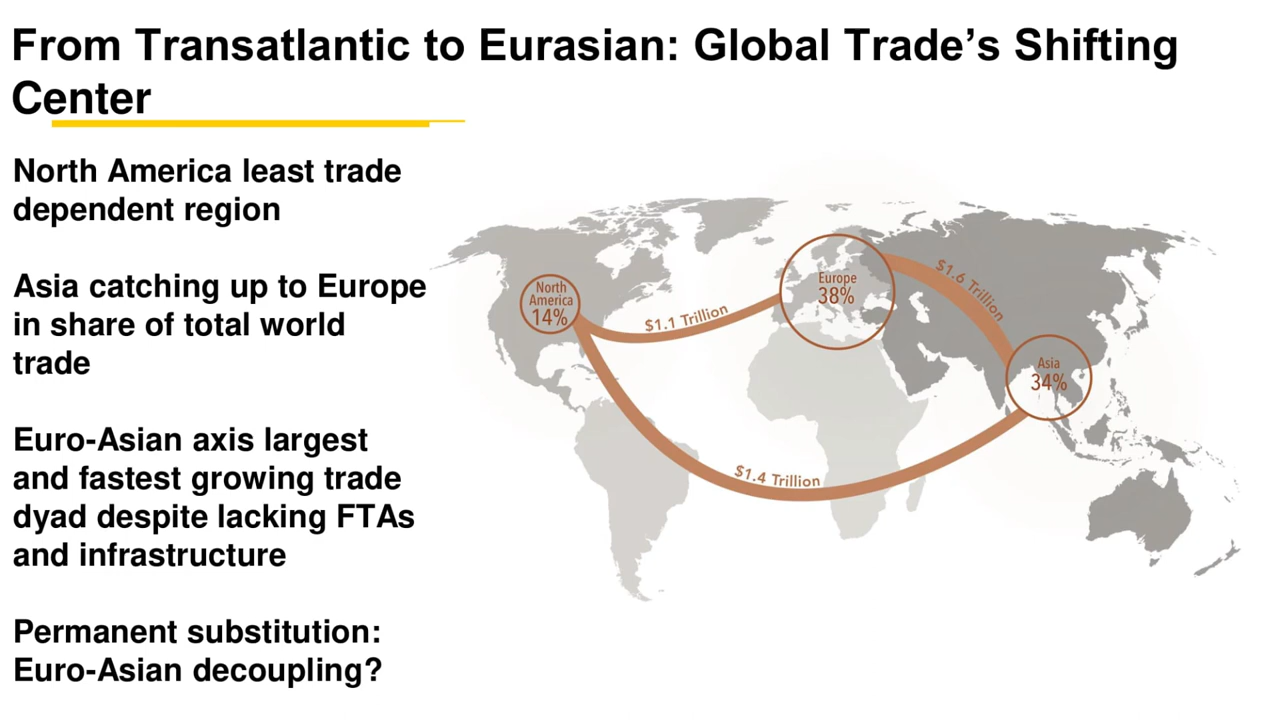 From Transatlantic to Eurasian: Global Trade’s Shifting
Center
North America least trade
dependent region
Asia catching up to Europe
in share of total world
trade
Euro-Asian axis largest
and fastest growing trade
dyad despite lacking FTAs
and infrastructure
Permanent substitution:
Euro-Asian decoupling?
North
America
14%
$1.1 Trillion
Europe
38%
$1.6 Trillion
Asia
34%
$1.4 Trillion